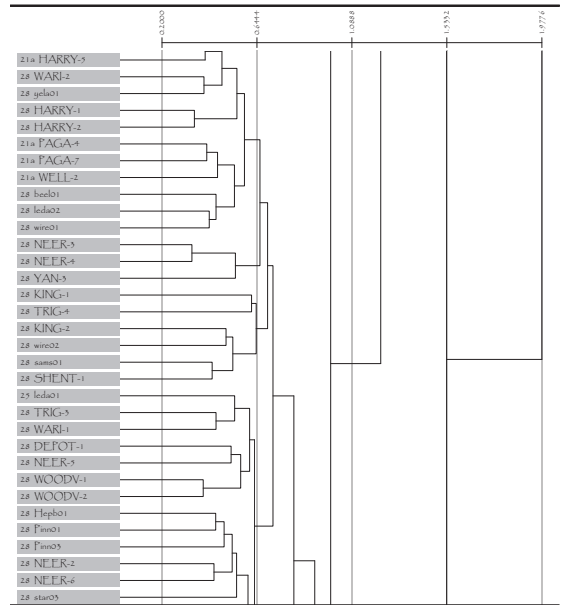 0.2000
0.6444
1.0888
1.5332
1.9776
21a HARRY-5
28 WARI-2
28 yela01
28 HARRY-1
28 HARRY-2
21a PAGA-4
21a PAGA-7
21a WELL-2
28 beel01
28 leda02
28 wire01
28 NEER-3
28 NEER-4
28 YAN-3
28 KING-1
28 TRIG-4
28 KING-2
28 wire02
28 sams01
28 SHENT-1
25 leda01
28 TRIG-3
28 WARI-1
28 DEPOT-1
28 NEER-5
28 WOODV-1
28 WOODV-2
28 Hepb01
28 Pinn01
28 Pinn03
28 NEER-2
28 NEER-6
28 star03